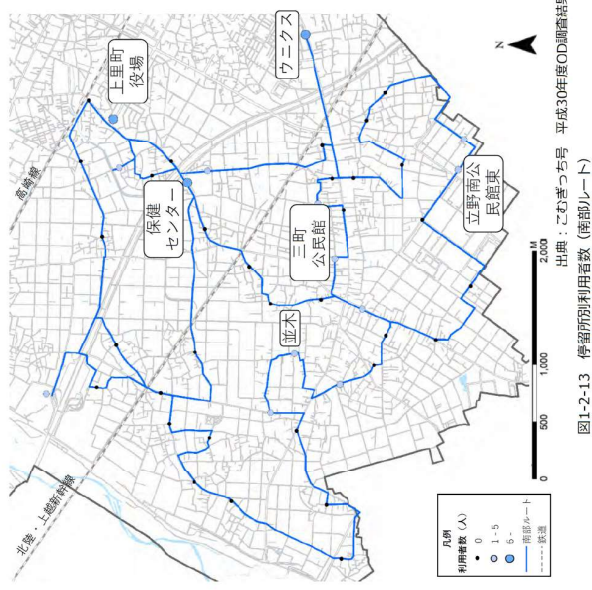 高崎線
上里町
役場
ウニクス
保健
センター
三町
公民館
並木
立野南公
民館東
北陸・上越新幹線
N
凡例
利用者数（人）
0
1 - 5
6 -
南部ルート
鉄道
0 500 1,000 2,000
M
出典：こむぎっち号 平成30年度OD調査結果
図1-2-13 停留所別利用者数（南部ルート）